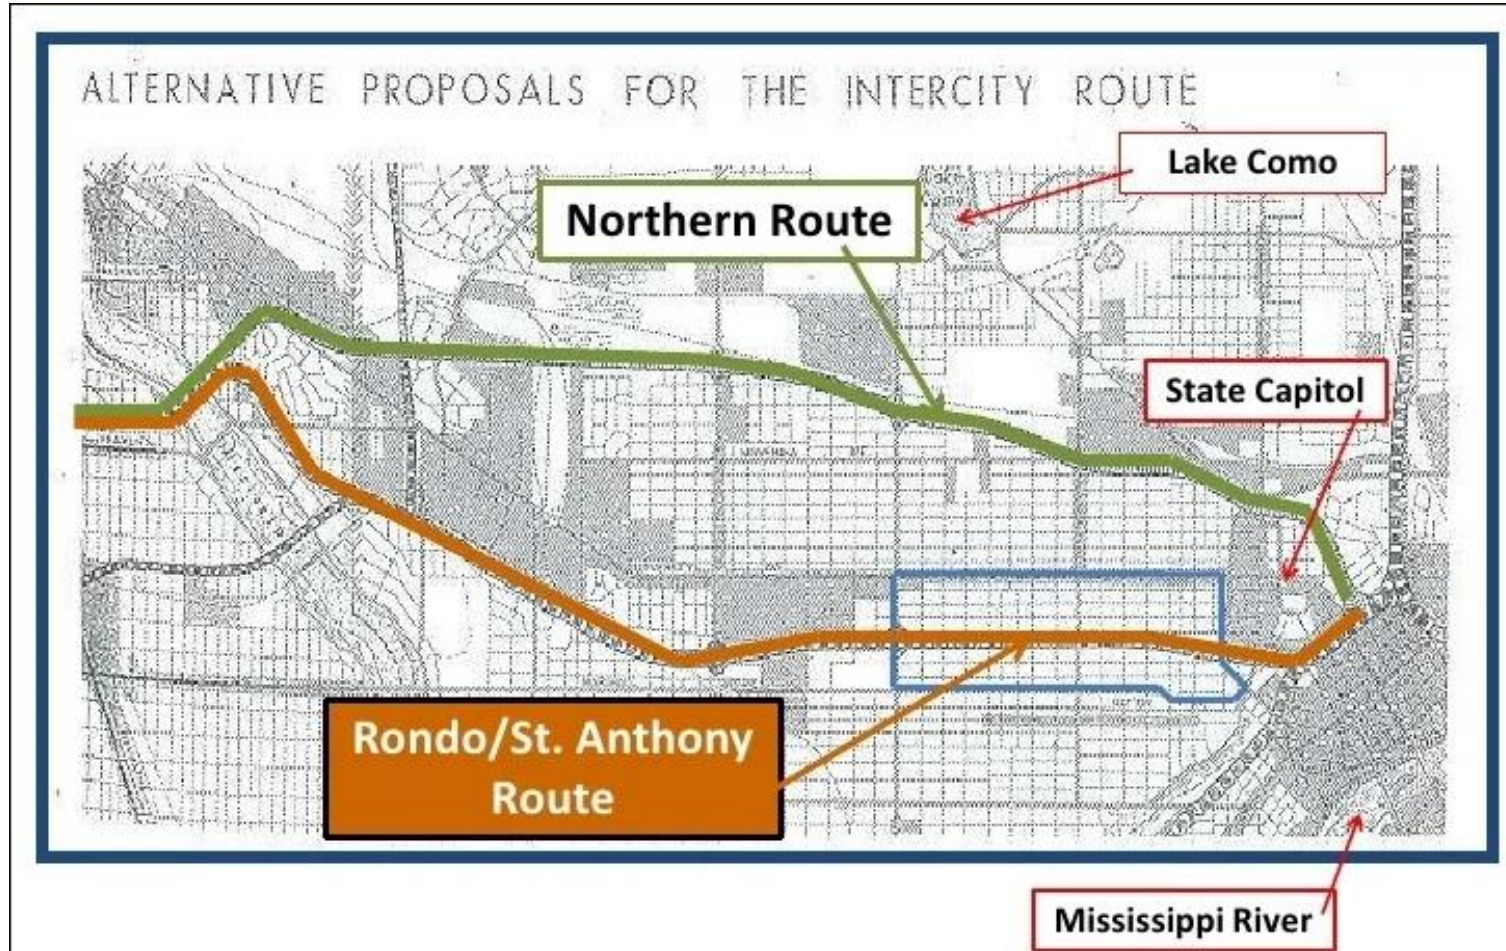 ALTERNATIVE PROPOSALS FOR THE INTERCITY ROUTE
Lake Como
Northern Route
State Capitol
Rondo/St. Anthony
Route
Mississippi River